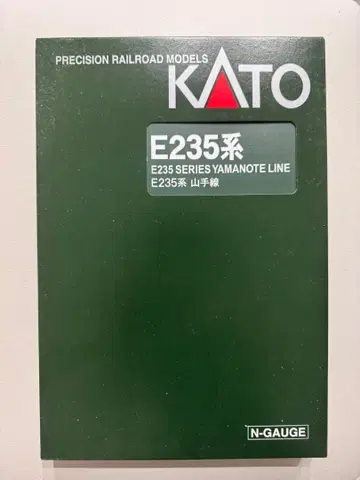 PRECISION RAILROAD MODELS
KATO
E235系
E235 SERIES YAMANOTE LINE
E235系 山手線
N-GAUGE